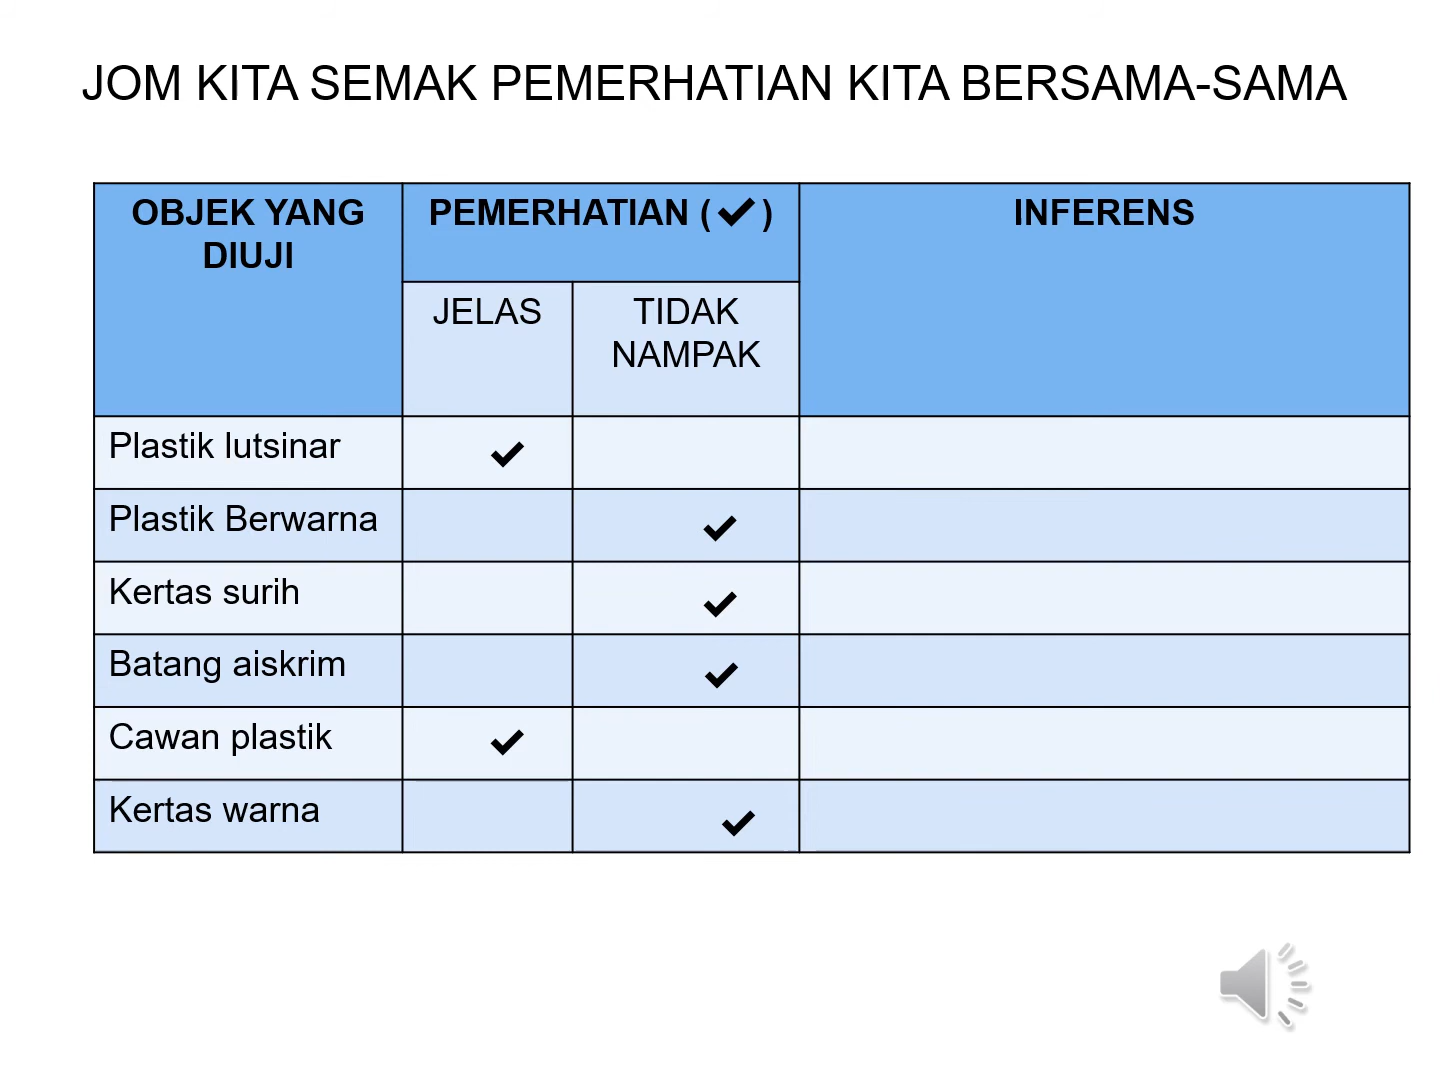 JOM KITA SEMAK PEMERHATIAN KITA BERSAMA-SAMA
OBJEK YANG
DIUJI
PEMERHATIAN (✔)
INFERENS
JELAS
TIDAK
NAMPAK
Plastik lutsinar ✔
Plastik Berwarna ✔
Kertas surih ✔
Batang aiskrim ✔
Cawan plastik ✔
Kertas warna ✔